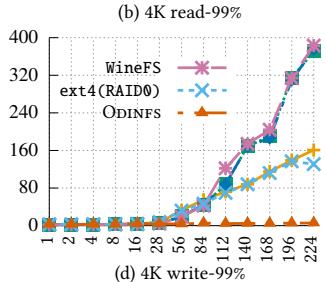 (b) 4K read-99%
400
320
240
160
80
0
WineFS
ext4(RAID0)
ODINFS
1 2 4 8 16 28 56 84 112 140 168 196 224
(d) 4K write-99%